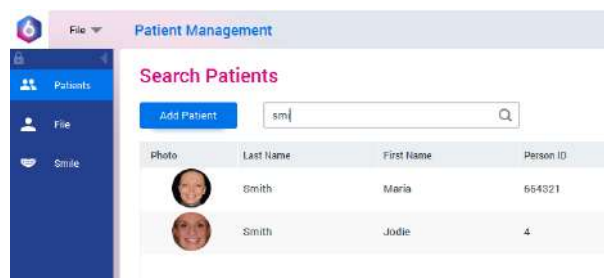 File Patient Management
Search Patients
Patients
Add Patient smi
File
Photo Last Name First Name Person ID
Smile
Smith Maria 654321
Smith Jodie 4